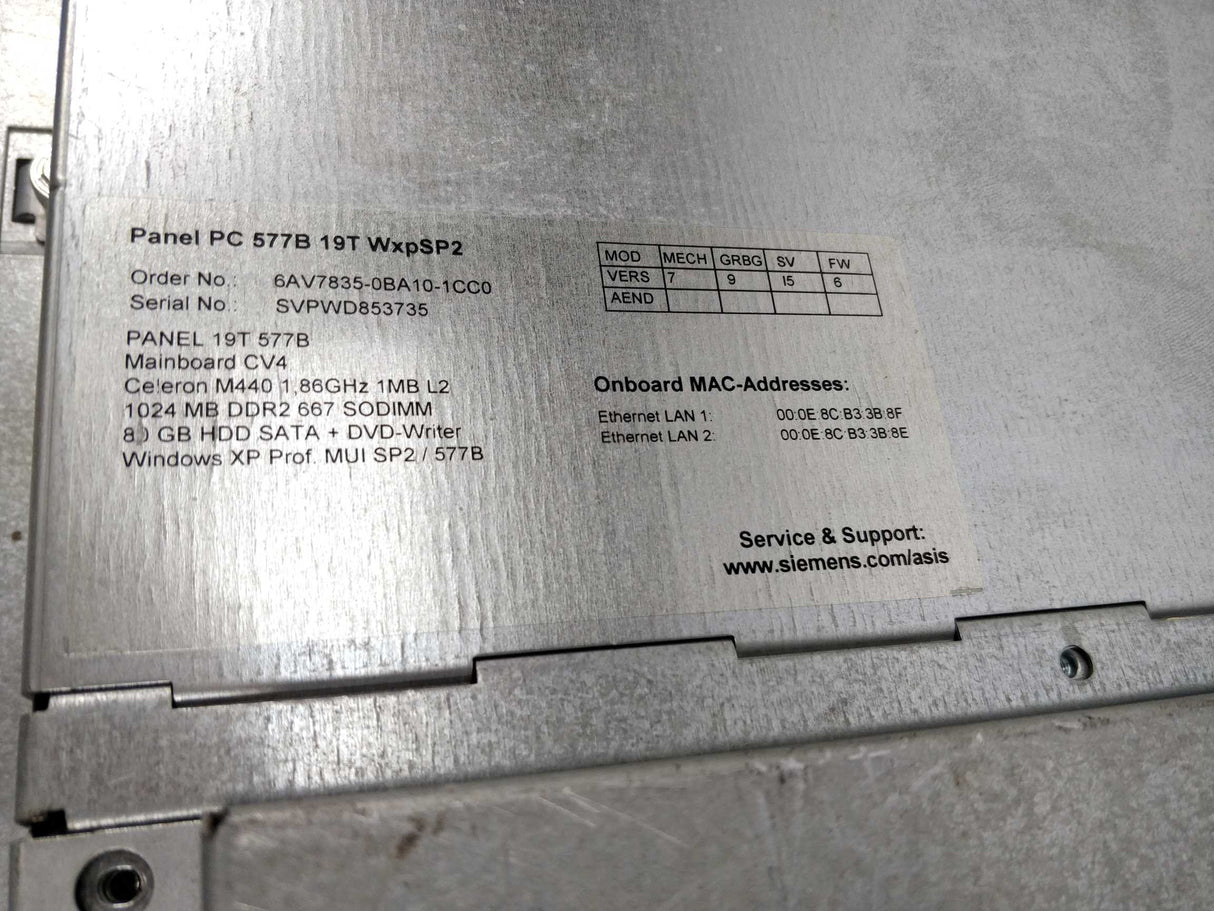 Panel PC 577B 19T WxpSP2
Order No.: 6AV7835-0BA10-1CC0
Serial No.: SVPWD853735
PANEL 19T 577B
Mainboard CV4
Celeron M440 1,86GHz 1MB L2
1024 MB DDR2 667 SODIMM
80 GB HDD SATA + DVD-Writer
Windows XP Prof. MUI SP2 / 577B
MOD MECH GRBG SV FW
VERS 7 9 I5 6
AEND
Onboard MAC-Addresses:
Ethernet LAN 1: 00:0E:8C:B3:3B:8F
Ethernet LAN 2: 00:0E:8C:B3:3B:8E
Service & Support:
www.siemens.com/asis